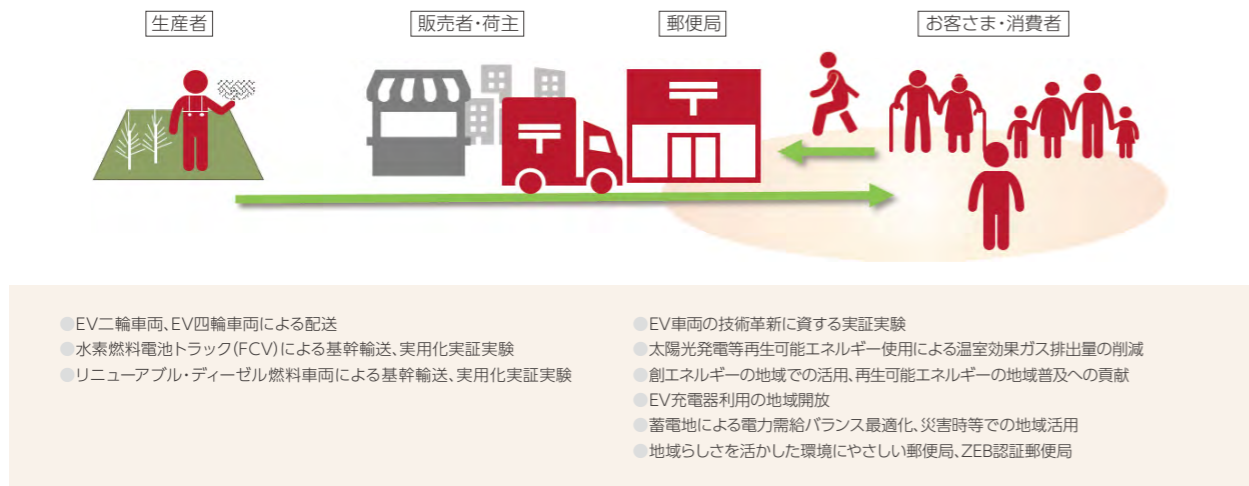 生産者
販売者・荷主
郵便局
お客さま・消費者
●EV二輪車両、EV四輪車両による配送
●水素燃料電池トラック(FCV)による基幹輸送、実用化実証実験
●リニューアブル・ディーゼル燃料車両による基幹輸送、実用化実証実験
●EV車両の技術革新に資する実証実験
●太陽光発電等再生可能エネルギー使用による温室効果ガス排出量の削減
●創エネルギーの地域での活用、再生可能エネルギーの地域普及への貢献
●EV充電器利用の地域開放
●蓄電地による電力需給バランス最適化、災害時等での地域活用
●地域らしさを活かした環境にやさしい郵便局、ZEB認証郵便局